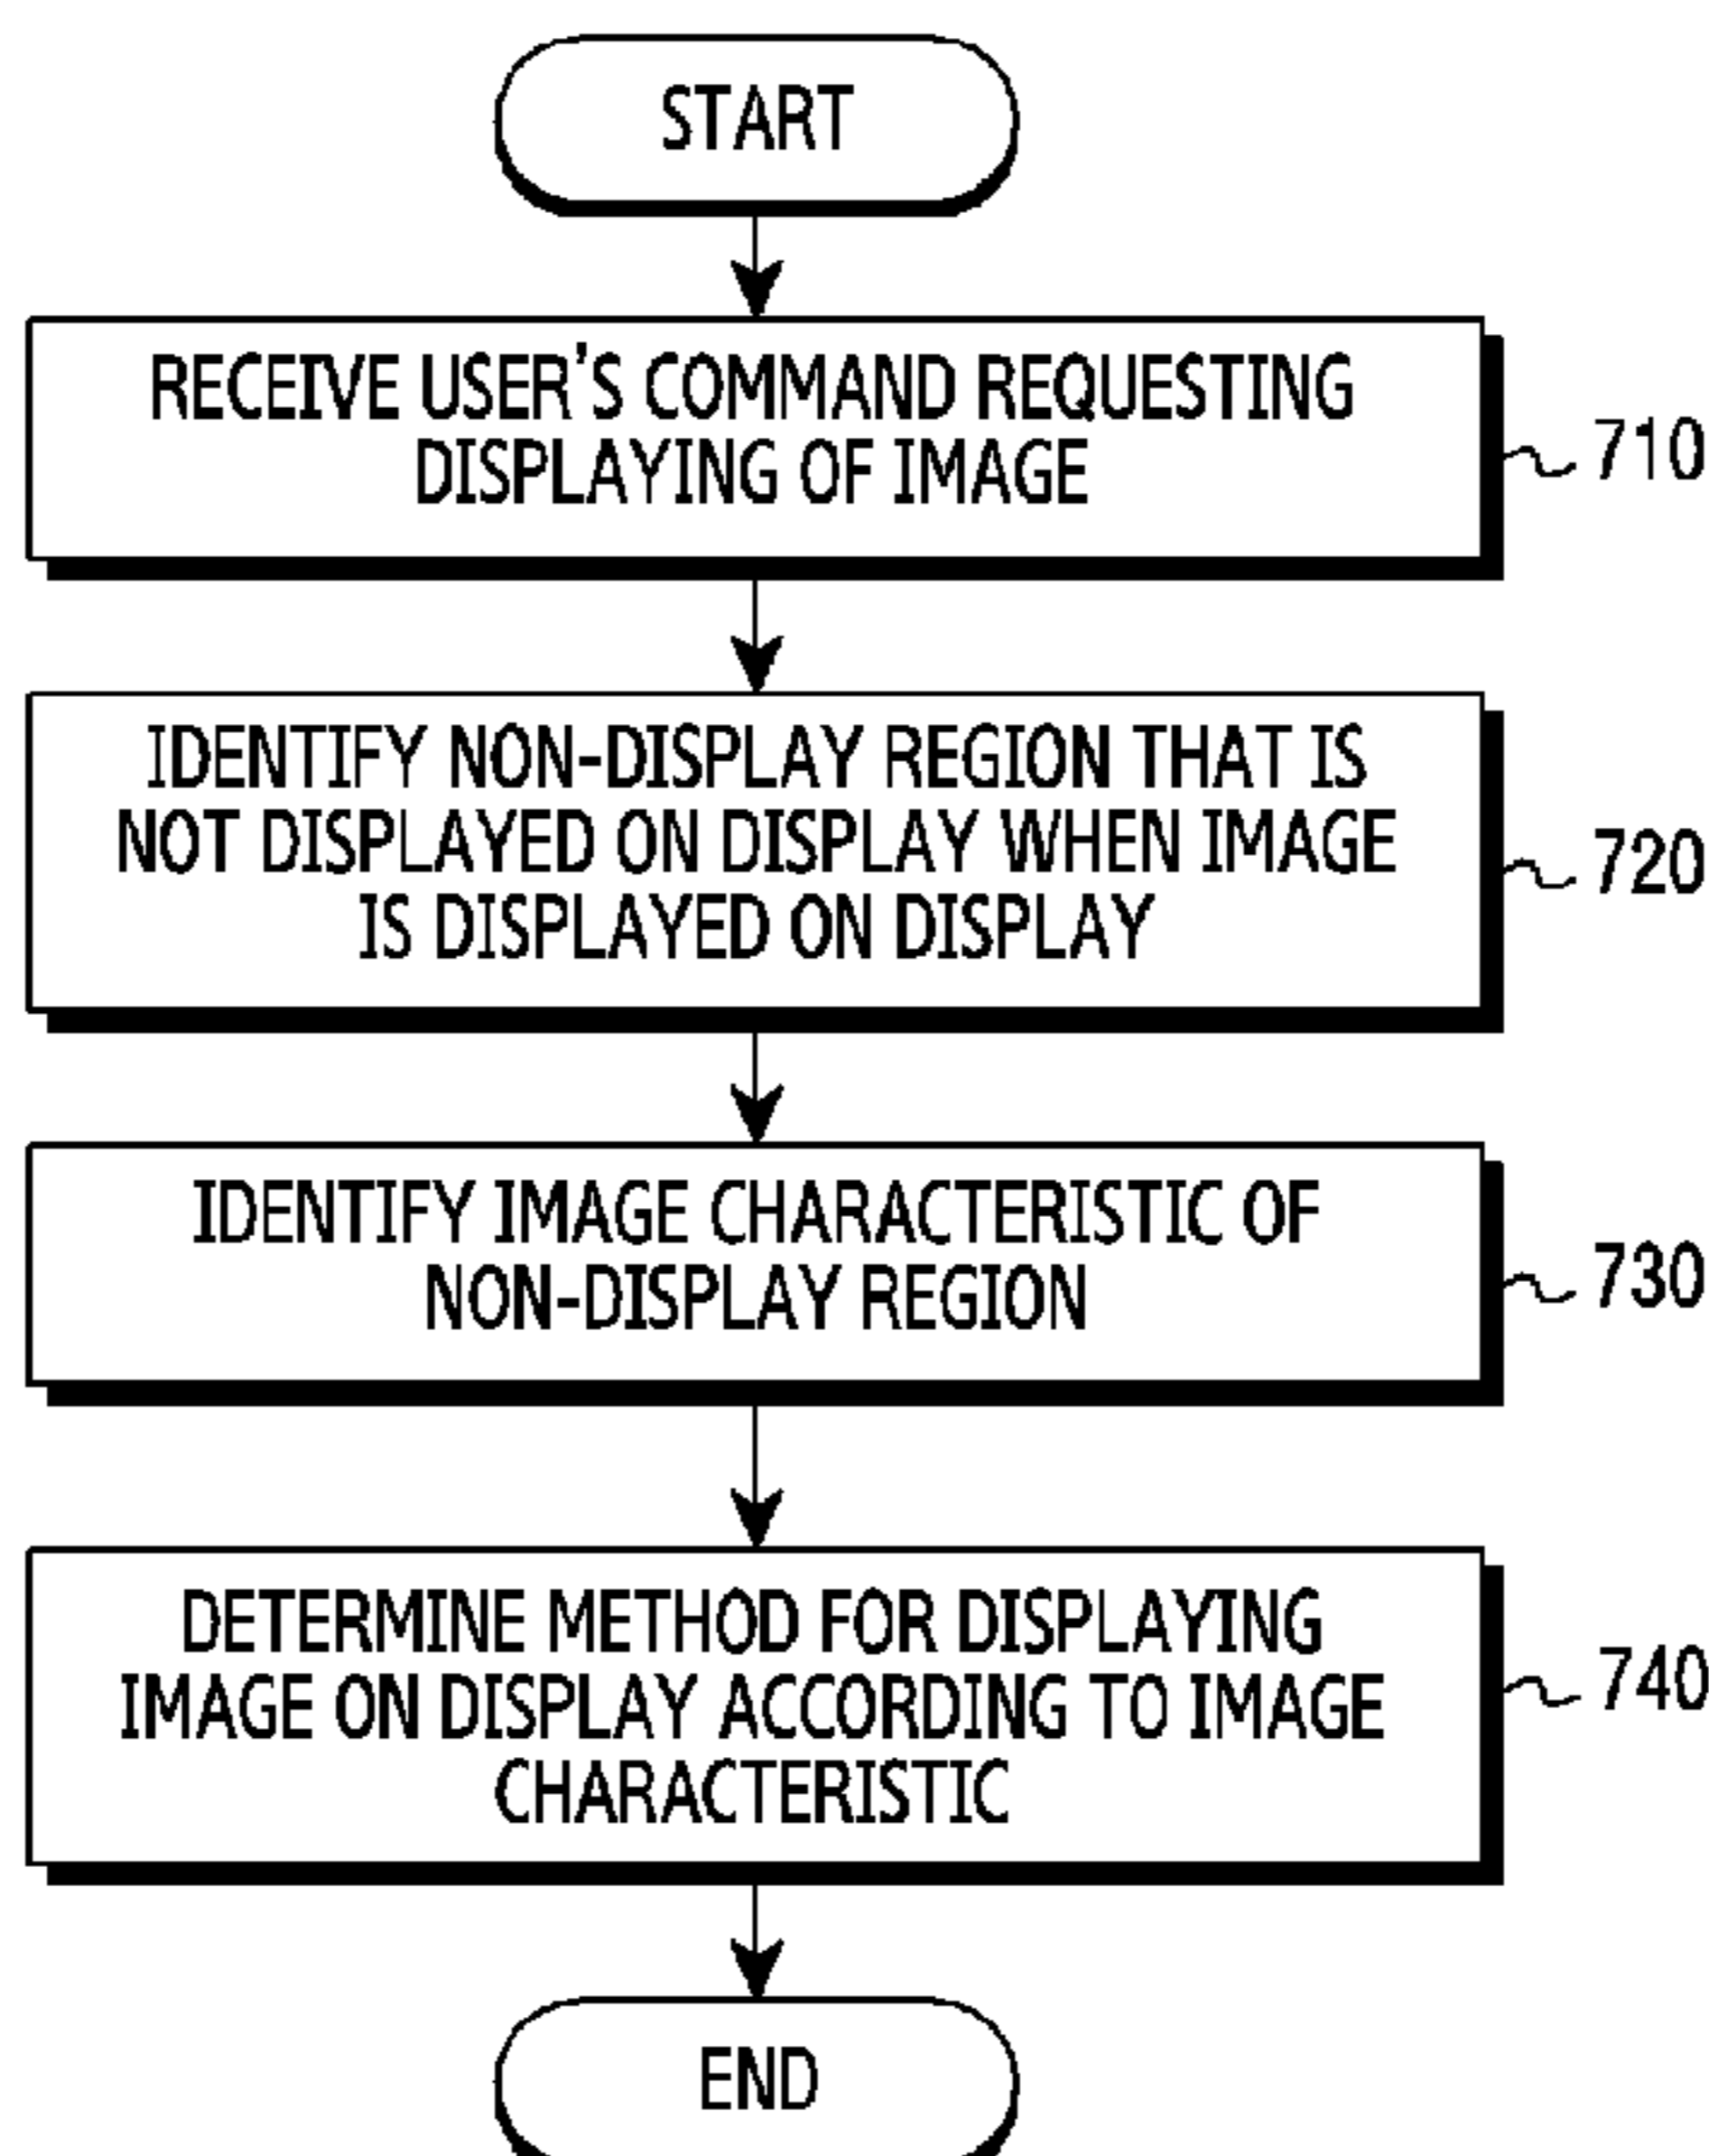 START
RECEIVE USER'S COMMAND REQUESTING
DISPLAYING OF IMAGE
710
IDENTIFY NON-DISPLAY REGION THAT IS
NOT DISPLAYED ON DISPLAY WHEN IMAGE
IS DISPLAYED ON DISPLAY
720
IDENTIFY IMAGE CHARACTERISTIC OF
NON-DISPLAY REGION
730
DETERMINE METHOD FOR DISPLAYING
IMAGE ON DISPLAY ACCORDING TO IMAGE
CHARACTERISTIC
740
END